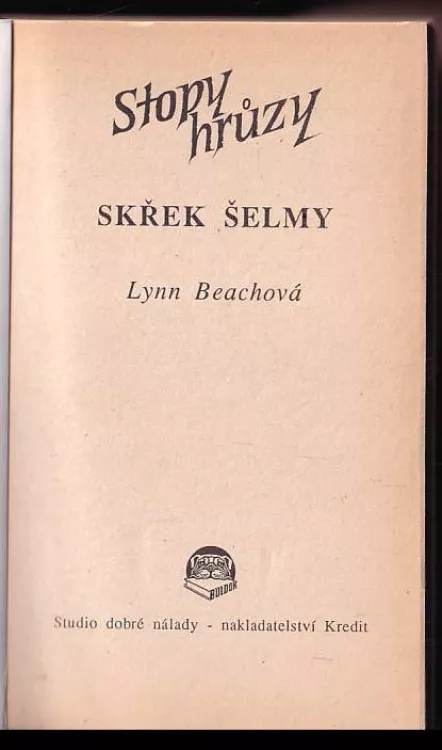 Stopy
hrůzy
SKŘEK ŠELMY
Lynn Beachová
BULDOK
Studio dobré nálady - nakladatelství Kredit